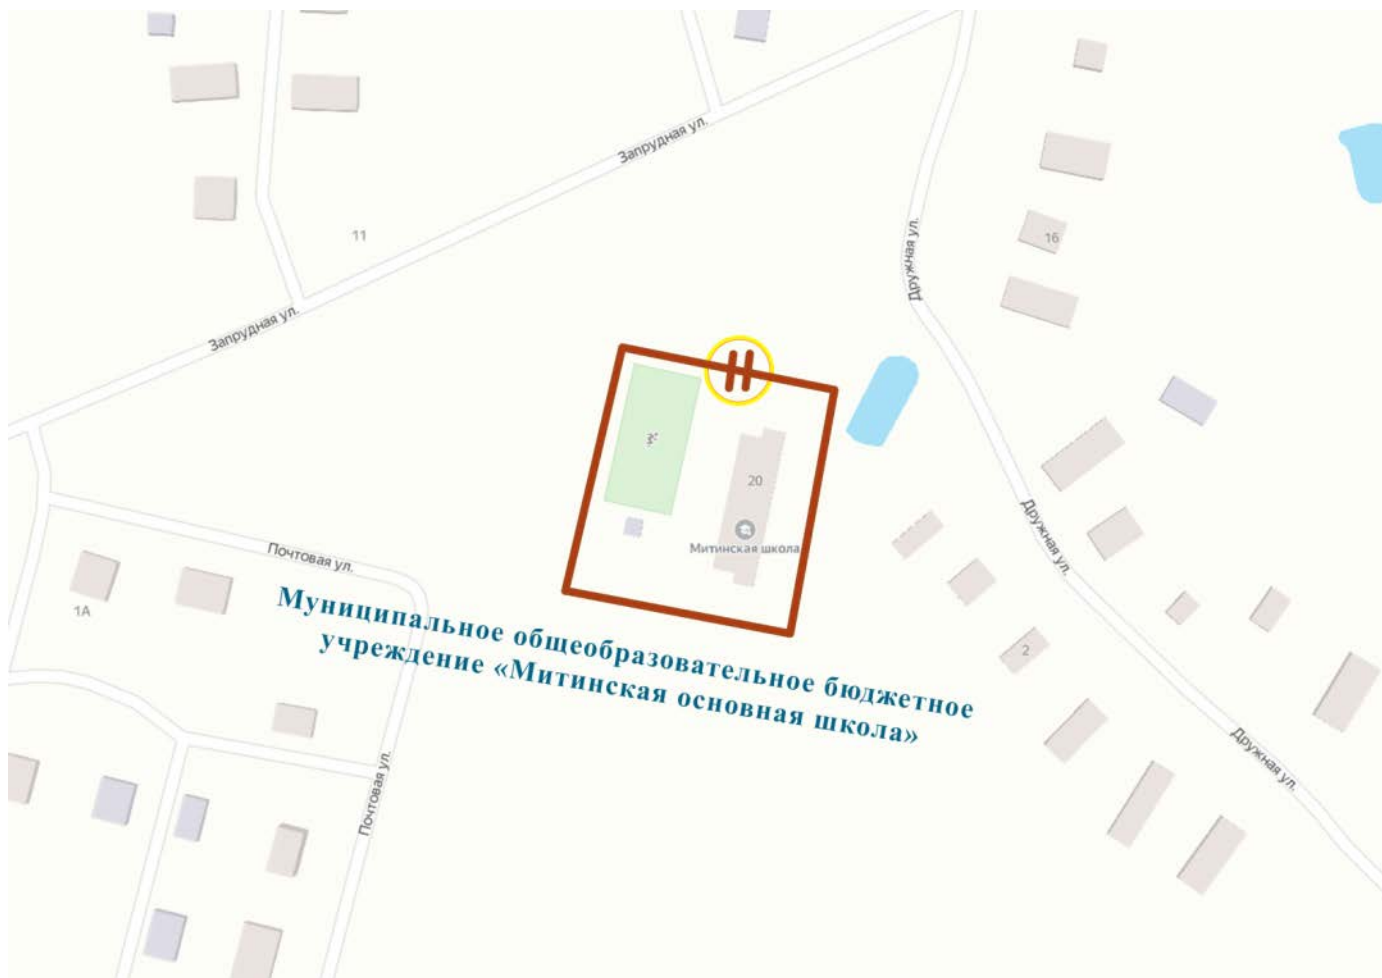 Запрудная ул.
Дружная ул.
11
16
Запрудная ул.
20
Митинская школа
Дружная ул.
Почтовая ул.
1А
2
Муниципальное общеобразовательное бюджетное
учреждение «Митинская основная школа»
Дружная ул.
Почтовая ул.